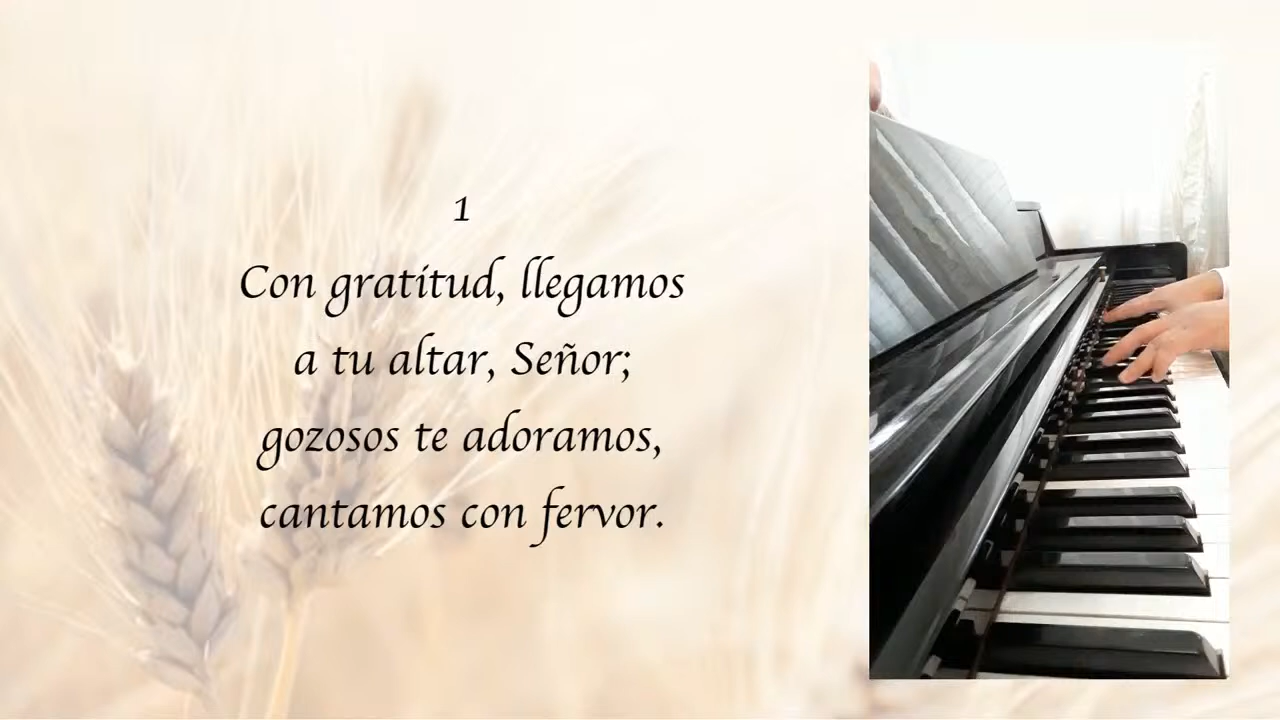 1
Con gratitud, llegamos
a tu altar, Señor;
gozosos te adoramos,
cantamos con fervor.